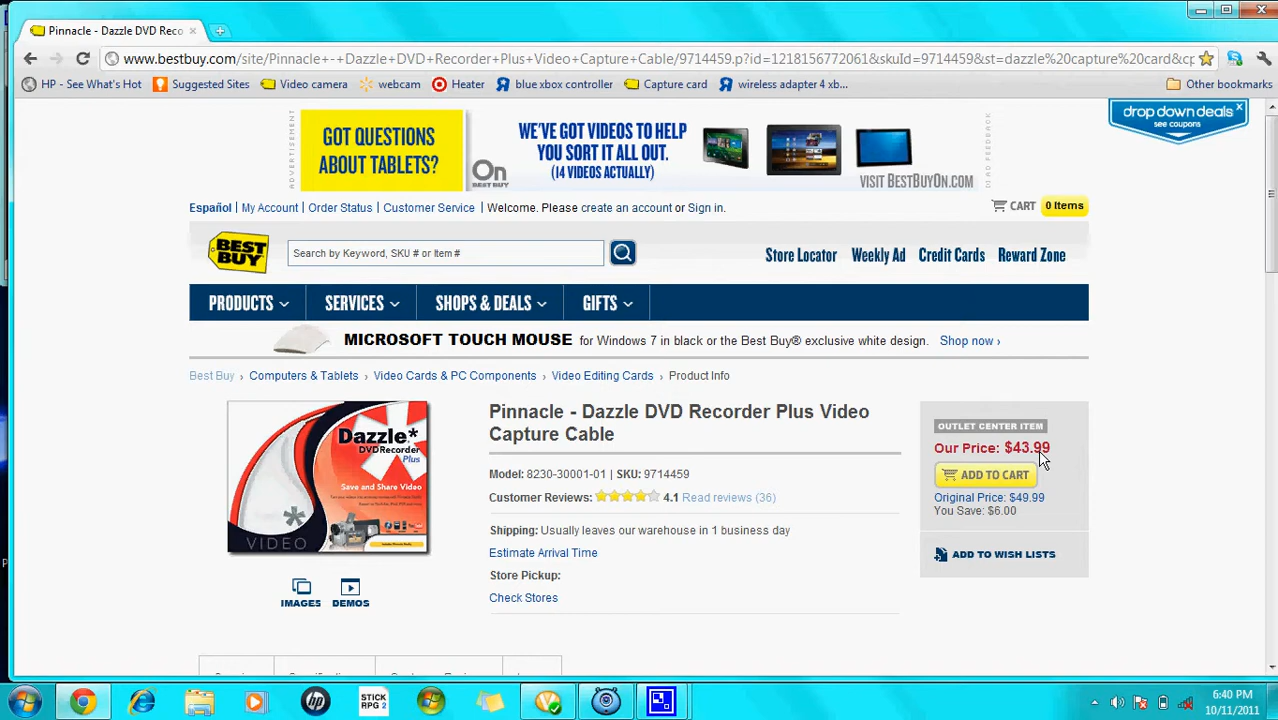 Pinnacle - Dazzle DVD Reco
www.bestbuy.com/site/Pinnacle+-+Dazzle+DVD+Recorder+Plus+Video+Capture+Cable/9714459.p?id=1218156772061&skuId=9714459&st=dazzle%20capture%20card&cp
HP - See What's Hot Suggested Sites Video camera webcam Heater blue xbox controller Capture card wireless adapter 4 xb... Other bookmarks
drop down deals
see coupons
ADVERTISEMENT
GOT QUESTIONS
ABOUT TABLETS?
On
BEST BUY
WE'VE GOT VIDEOS TO HELP
YOU SORT IT ALL OUT.
(14 VIDEOS ACTUALLY)
VISIT BESTBUYON.COM
AD FEEDBACK
Español | My Account | Order Status | Customer Service | Welcome. Please create an account or Sign in.
CART 0 Items
BEST
BUY
Search by Keyword, SKU # or Item #
Store Locator Weekly Ad Credit Cards Reward Zone
PRODUCTS SERVICES SHOPS & DEALS GIFTS
MICROSOFT TOUCH MOUSE for Windows 7 in black or the Best Buy® exclusive white design. Shop now ›
Best Buy › Computers & Tablets › Video Cards & PC Components › Video Editing Cards › Product Info
Dazzle*
DVD Recorder
Plus
Save and Share Video
VIDEO
IMAGES DEMOS
Pinnacle - Dazzle DVD Recorder Plus Video
Capture Cable
Model: 8230-30001-01 | SKU: 9714459
Customer Reviews: 4.1 Read reviews (36)
Shipping: Usually leaves our warehouse in 1 business day
Estimate Arrival Time
Store Pickup:
Check Stores
OUTLET CENTER ITEM
Our Price: $43.99
ADD TO CART
Original Price: $49.99
You Save: $6.00
ADD TO WISH LISTS
STICK
RPG 2
6:40 PM
10/11/2011